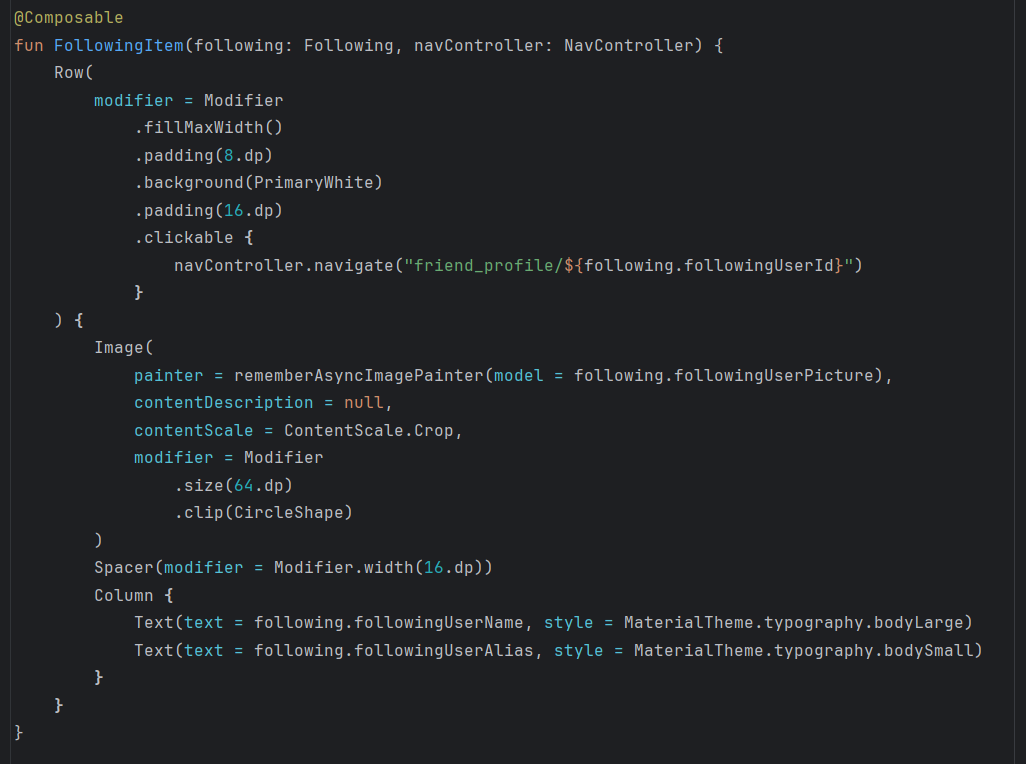 @Composable
fun FollowingItem(following: Following, navController: NavController) {
    Row(
        modifier = Modifier
            .fillMaxWidth()
            .padding(8.dp)
            .background(PrimaryWhite)
            .padding(16.dp)
            .clickable {
                navController.navigate("friend_profile/${following.followingUserId}")
            }
    ) {
        Image(
            painter = rememberAsyncImagePainter(model = following.followingUserPicture),
            contentDescription = null,
            contentScale = ContentScale.Crop,
            modifier = Modifier
                .size(64.dp)
                .clip(CircleShape)
        )
        Spacer(modifier = Modifier.width(16.dp))
        Column {
            Text(text = following.followingUserName, style = MaterialTheme.typography.bodyLarge)
            Text(text = following.followingUserAlias, style = MaterialTheme.typography.bodySmall)
        }
    }
}